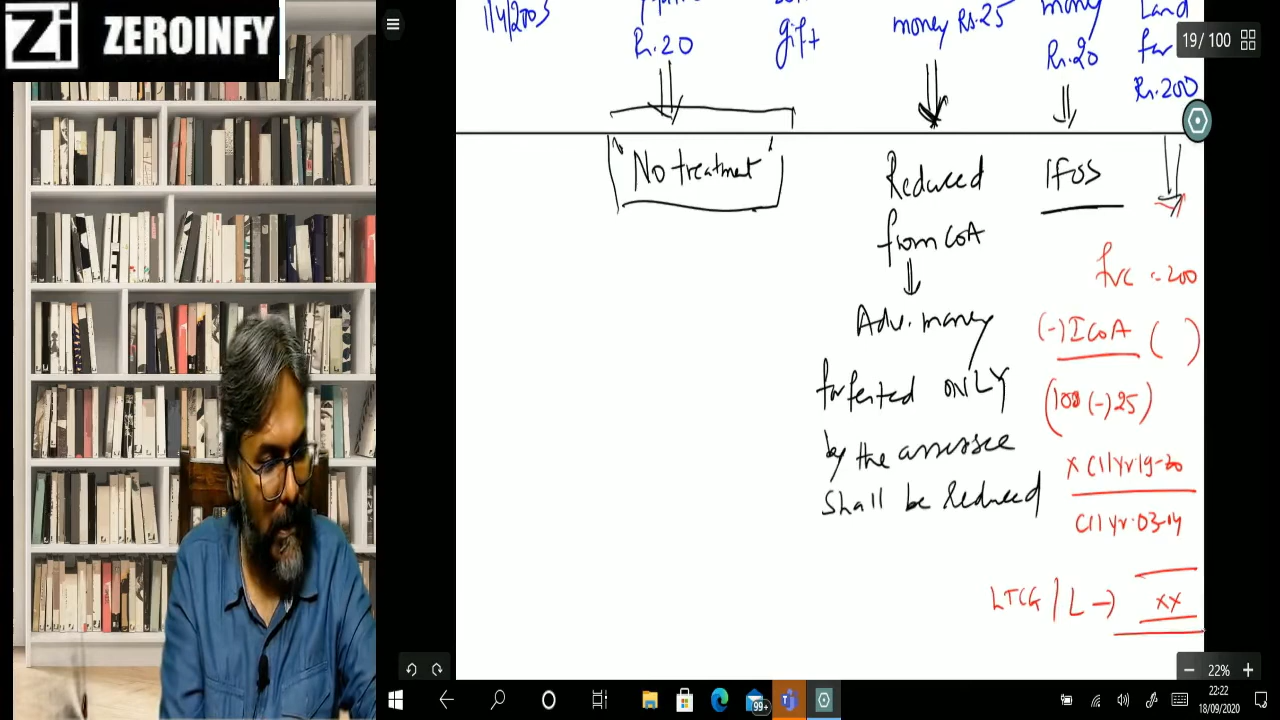 Zi ZEROINFY
1/4/2003
Rs.20
gift
money Rs.25
money
Rs.20
Land
for
Rs.200
19 / 100
"No treatment"
Reduced
from COA
Adv. money
forfeited ONLY
by the assessee
shall be reduced
IFOS
fvc = 200
(-) ICOA ( )
(100 (-) 25)
x CII yr 19-20
CII yr. 03-04
LTCG / L → xx
22%
99+
22:22
18/09/2020